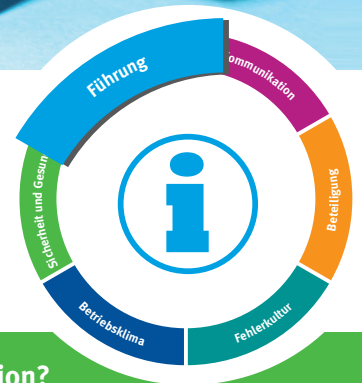 Führung
ommunikation
Beteiligung
Fehlerkultur
Betriebsklima
Sicherheit und Gesun
i
ion?